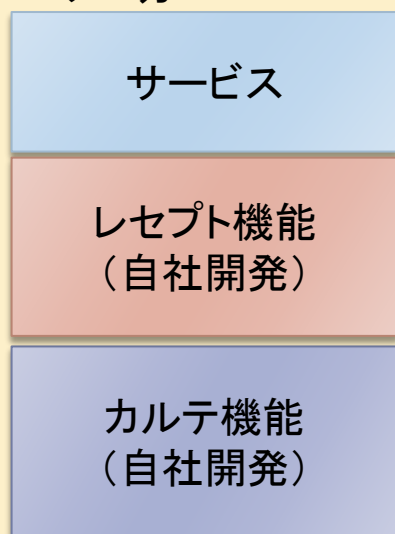 サービス
レセプト機能
（自社開発）
カルテ機能
（自社開発）